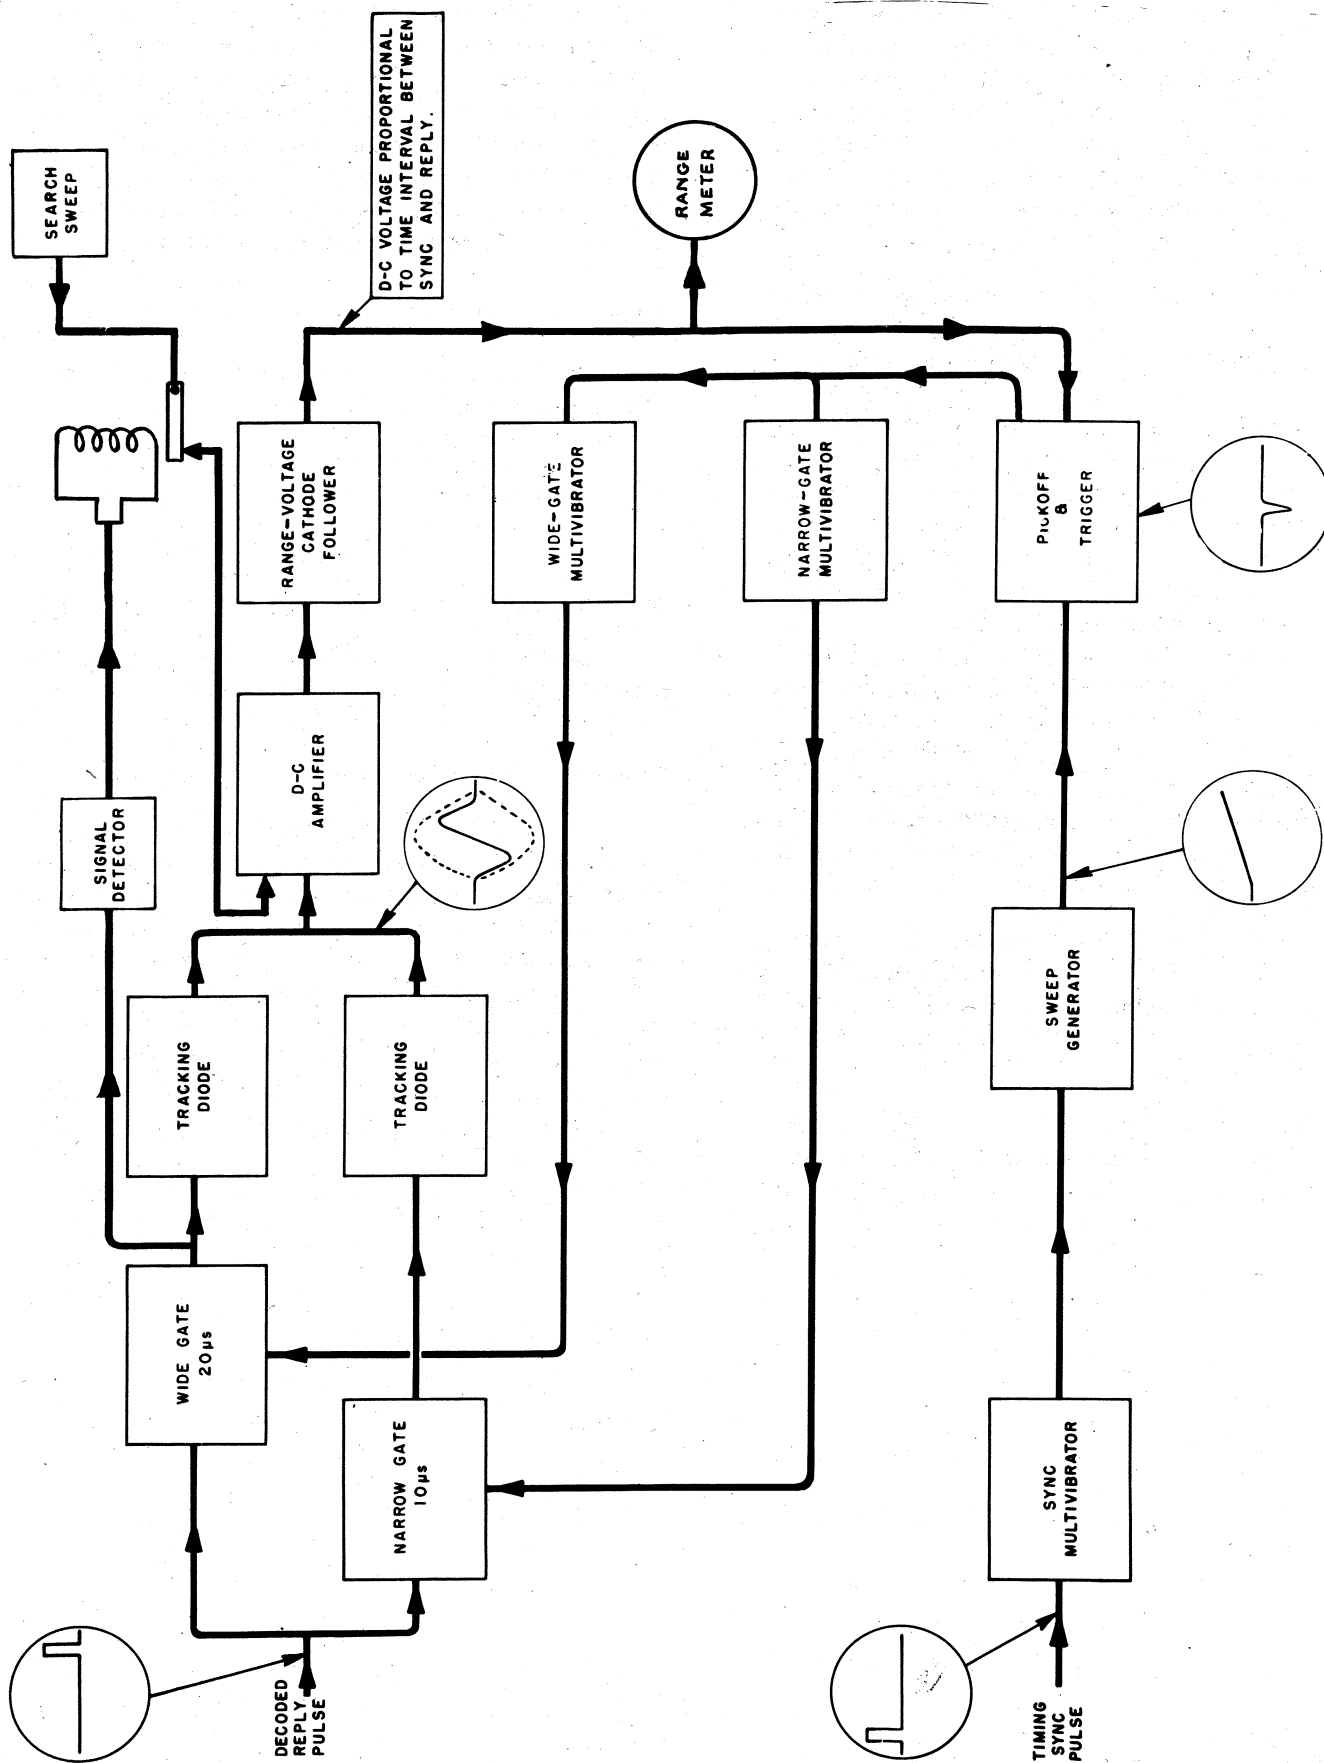 SEARCH
SWEEP
D-C VOLTAGE PROPORTIONAL
TO TIME INTERVAL BETWEEN
SYNC AND REPLY.
SIGNAL
DETECTOR
RANGE-VOLTAGE
CATHODE
FOLLOWER
D-C
AMPLIFIER
TRACKING
DIODE
TRACKING
DIODE
WIDE GATE
20µs
NARROW GATE
10µs
DECODED
REPLY
PULSE
WIDE-GATE
MULTIVIBRATOR
NARROW-GATE
MULTIVIBRATOR
RANGE
METER
PICKOFF
&
TRIGGER
SWEEP
GENERATOR
SYNC
MULTIVIBRATOR
TIMING
SYNC
PULSE